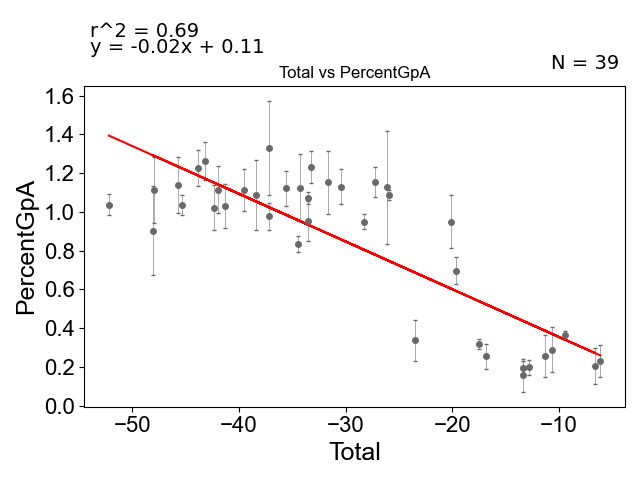 r^2 = 0.69
y = -0.02x + 0.11
N = 39
Total vs PercentGpA
1.6
1.4
1.2
1.0
0.8
0.6
0.4
0.2
0.0
PercentGpA
−50
−40
−30
−20
−10
Total